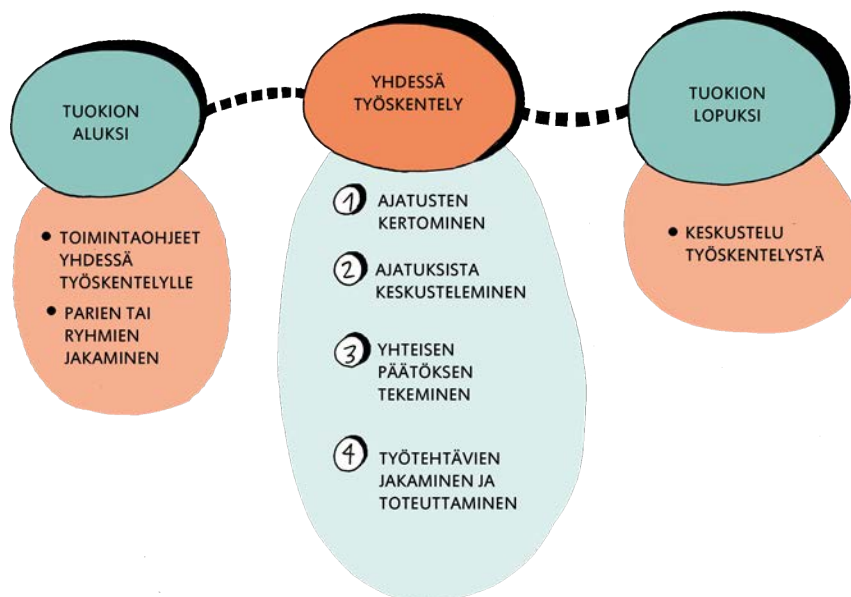 TUOKION
ALUKSI
• TOIMINTAOHJEET
YHDESSÄ
TYÖSKENTELYLLE
• PARIEN TAI
RYHMIEN
JAKAMINEN
YHDESSÄ
TYÖSKENTELY
1 AJATUSTEN
KERTOMINEN
2 AJATUKSISTA
KESKUSTELEMINEN
3 YHTEISEN
PÄÄTÖKSEN
TEKEMINEN
4 TYÖTEHTÄVIEN
JAKAMINEN JA
TOTEUTTAMINEN
TUOKION
LOPUKSI
• KESKUSTELU
TYÖSKENTELYSTÄ